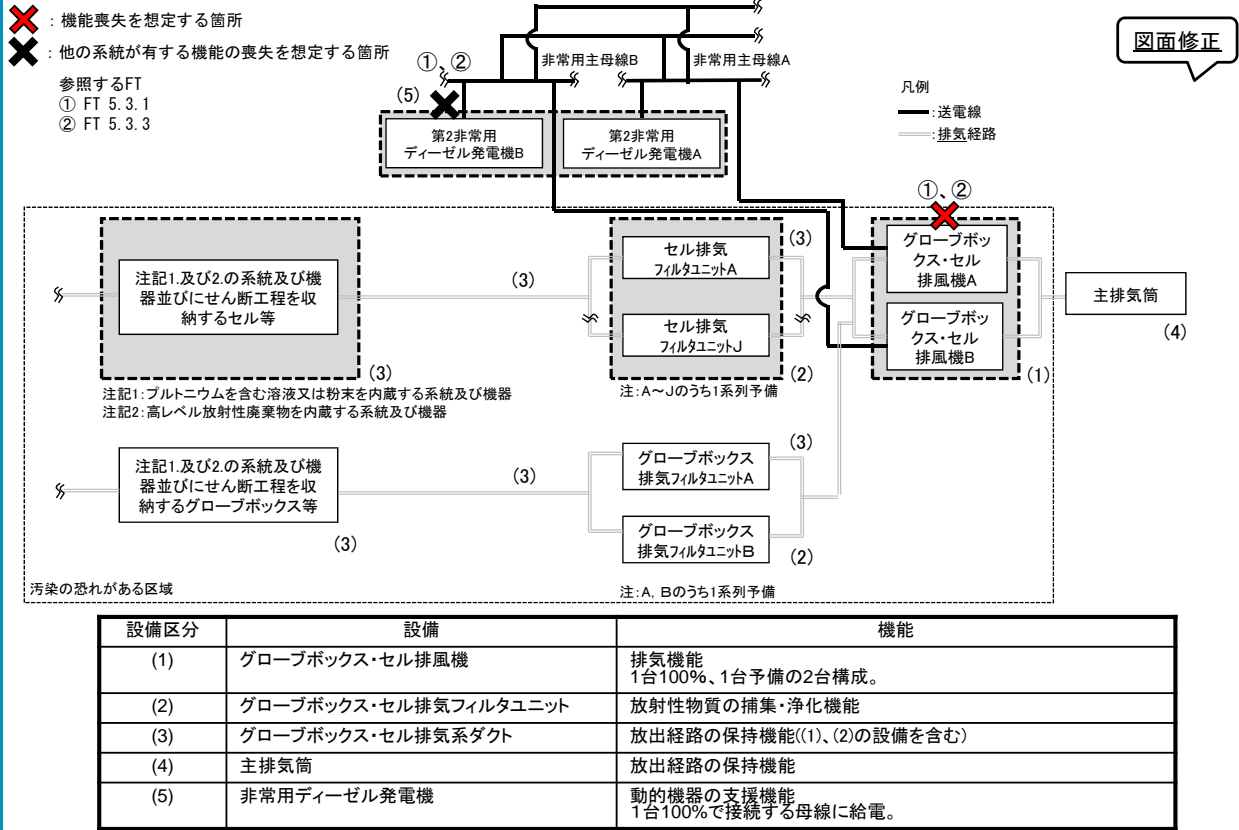 ：機能喪失を想定する箇所
：他の系統が有する機能の喪失を想定する箇所
参照するFT
① FT 5.3.1
② FT 5.3.3
図面修正
凡例
：送電線
：排気経路
①、②
非常用主母線B
非常用主母線A
(5)
第2非常用
ディーゼル発電機B
第2非常用
ディーゼル発電機A
①、②
注記1.及び2.の系統及び機
器並びにせん断工程を収
納するセル等
(3)
(3)
注記1：プルトニウムを含む溶液又は粉末を内蔵する系統及び機器
注記2：高レベル放射性廃棄物を内蔵する系統及び機器
セル排気
フィルタユニットA
(3)
セル排気
フィルタユニットJ
(2)
注：A～Jのうち1系列予備
グローブボッ
クス・セル
排風機A
グローブボッ
クス・セル
排風機B
(1)
主排気筒
(4)
注記1.及び2.の系統及び機
器並びにせん断工程を収
納するグローブボックス等
(3)
(3)
グローブボックス
排気フィルタユニットA
(3)
グローブボックス
排気フィルタユニットB
(2)
注：A, Bのうち1系列予備
汚染の恐れがある区域
設備区分 設備 機能
(1) グローブボックス・セル排風機 排気機能
1台100%、1台予備の2台構成。
(2) グローブボックス・セル排気フィルタユニット 放射性物質の捕集・浄化機能
(3) グローブボックス・セル排気系ダクト 放出経路の保持機能((1)、(2)の設備を含む)
(4) 主排気筒 放出経路の保持機能
(5) 非常用ディーゼル発電機 動的機器の支援機能
1台100%で接続する母線に給電。